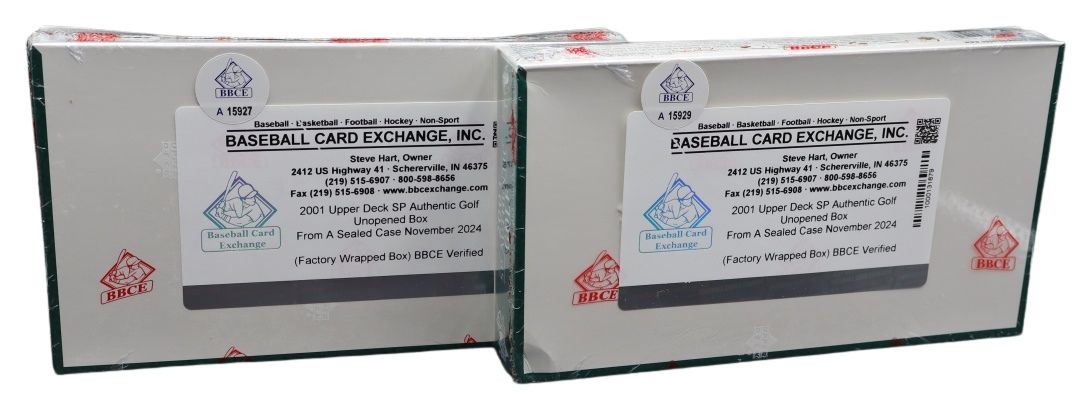 BBCE
A 15927
Baseball · Basketball · Football · Hockey · Non-Sport
BASEBALL CARD EXCHANGE, INC.
Steve Hart, Owner
2412 US Highway 41 · Schererville, IN 46375
(219) 515-6907 · 800-598-8656
Fax (219) 515-6908 · www.bbcexchange.com
Baseball Card
Exchange
2001 Upper Deck SP Authentic Golf
Unopened Box
From A Sealed Case November 2024
(Factory Wrapped Box) BBCE Verified
BBCE
BBCE
BBCE
A 15929
Baseball · Basketball · Football · Hockey · Non-Sport
BASEBALL CARD EXCHANGE, INC.
Steve Hart, Owner
2412 US Highway 41 · Schererville, IN 46375
(219) 515-6907 · 800-598-8656
Fax (219) 515-6908 · www.bbcexchange.com
Baseball Card
Exchange
2001 Upper Deck SP Authentic Golf
Unopened Box
From A Sealed Case November 2024
(Factory Wrapped Box) BBCE Verified
1000131879
BBCE
BBCE